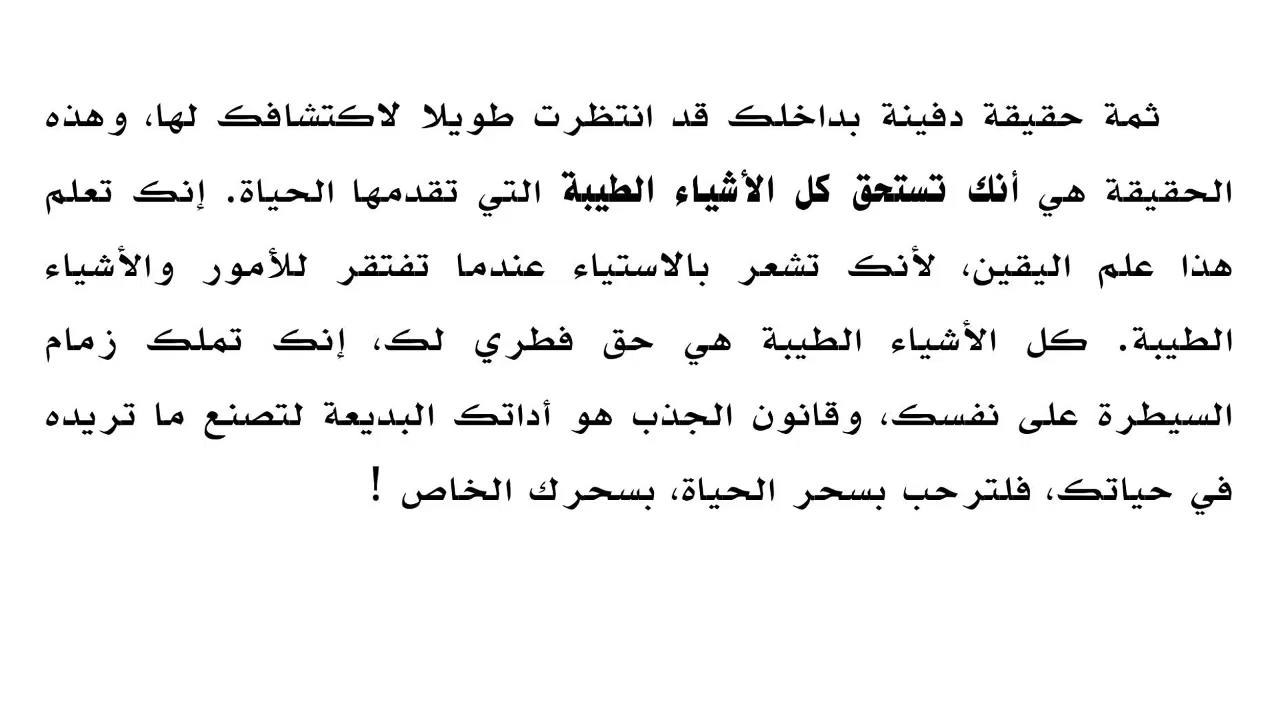 ثمة حقيقة دفينة بداخلك قد انتظرت طويلا لاكتشافك لها، وهذه
الحقيقة هي أنك تستحق كل الأشياء الطيبة التي تقدمها الحياة. إنك تعلم
هذا علم اليقين، لأنك تشعر بالاستياء عندما تفتقر للأمور والأشياء
الطيبة. كل الأشياء الطيبة هي حق فطري لك، إنك تملك زمام
السيطرة على نفسك، وقانون الجذب هو أداتك البديعة لتصنع ما تريده
في حياتك، فلترحب بسحر الحياة، بسحرك الخاص !